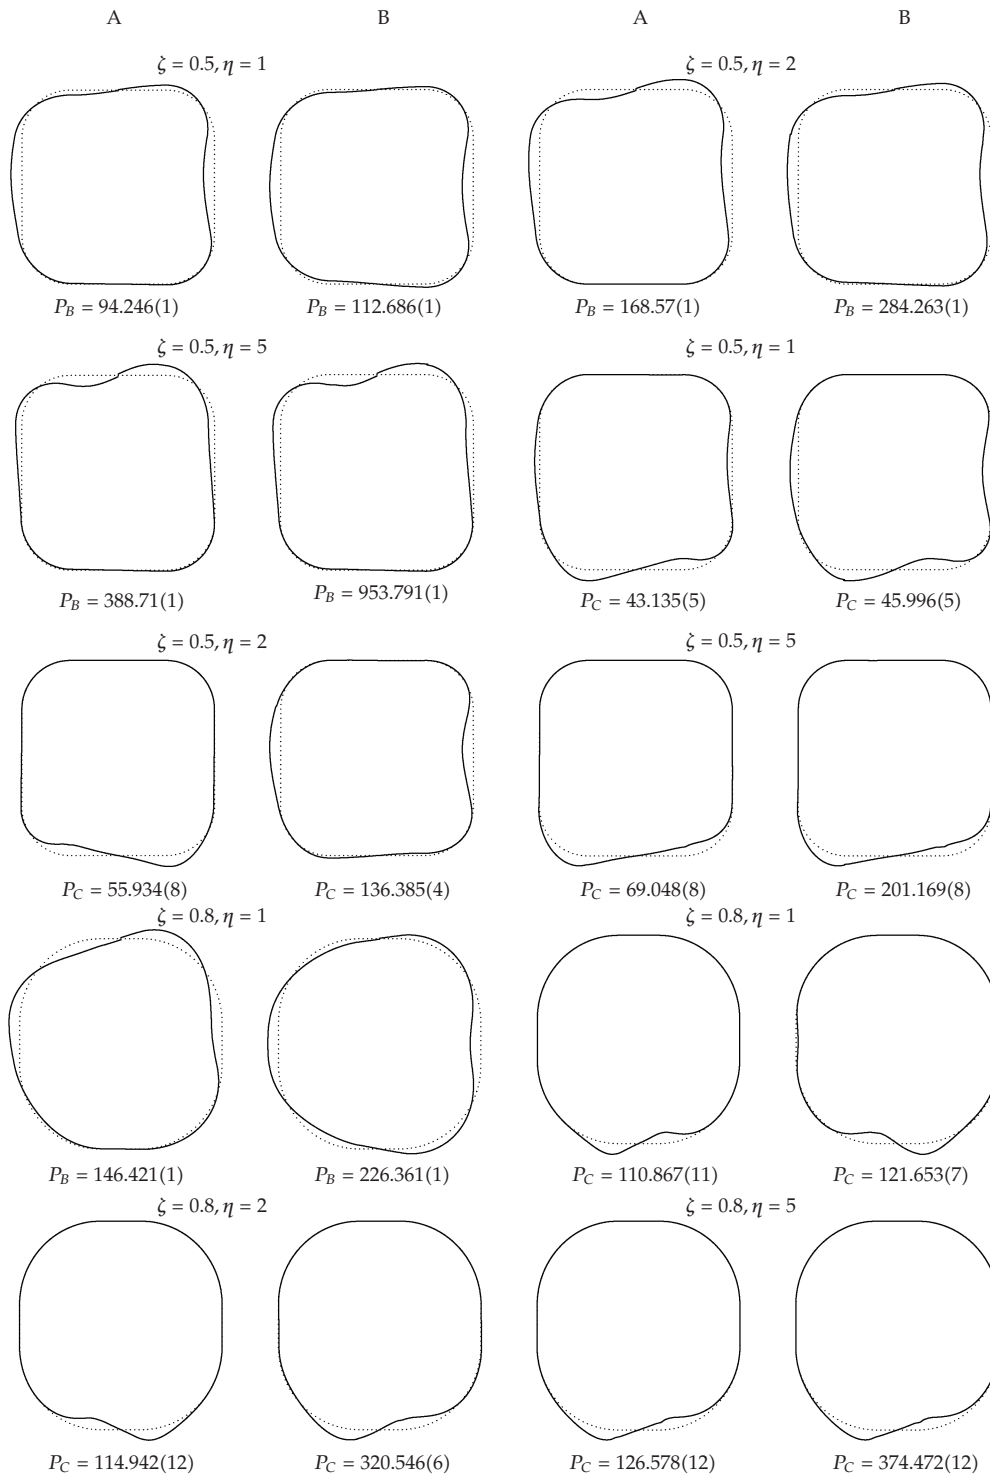 A B A B
ζ = 0.5, η = 1 ζ = 0.5, η = 2
P_B = 94.246(1) P_B = 112.686(1) P_B = 168.57(1) P_B = 284.263(1)
ζ = 0.5, η = 5 ζ = 0.5, η = 1
P_B = 388.71(1) P_B = 953.791(1) P_C = 43.135(5) P_C = 45.996(5)
ζ = 0.5, η = 2 ζ = 0.5, η = 5
P_C = 55.934(8) P_C = 136.385(4) P_C = 69.048(8) P_C = 201.169(8)
ζ = 0.8, η = 1 ζ = 0.8, η = 1
P_B = 146.421(1) P_B = 226.361(1) P_C = 110.867(11) P_C = 121.653(7)
ζ = 0.8, η = 2 ζ = 0.8, η = 5
P_C = 114.942(12) P_C = 320.546(6) P_C = 126.578(12) P_C = 374.472(12)